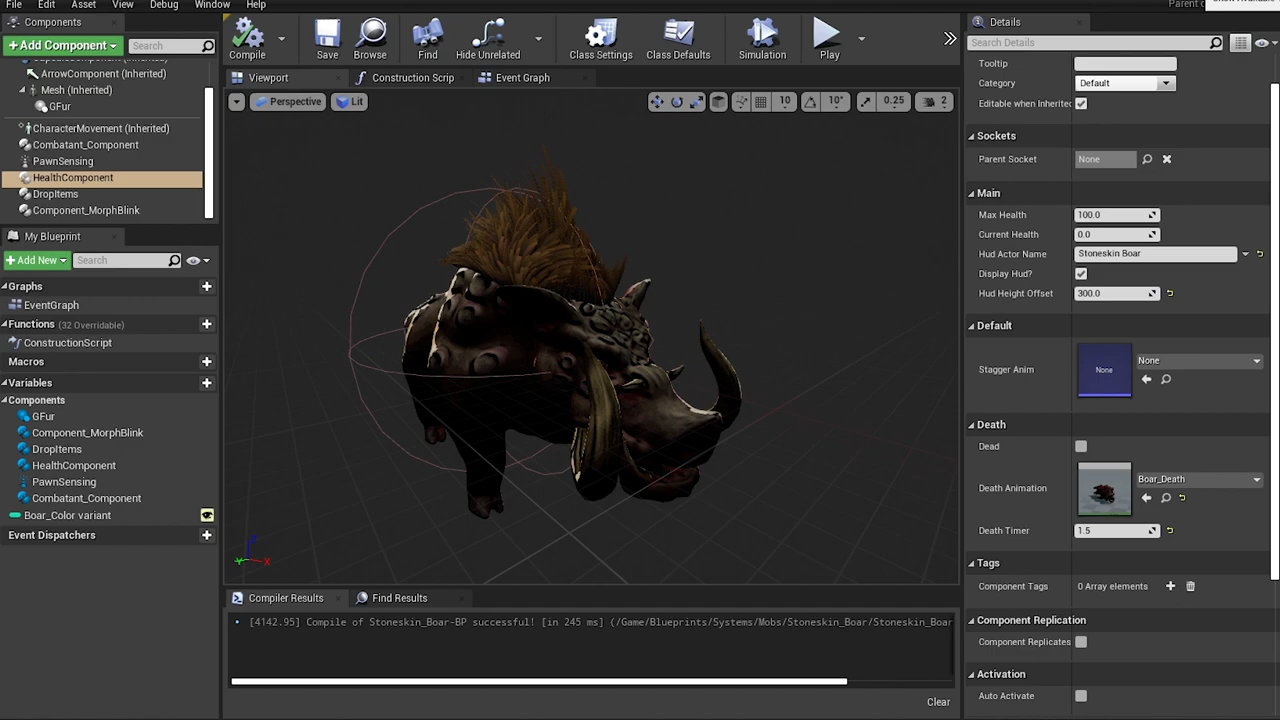 File Edit Asset View Debug Window Help
Components
Add Component Search
ArrowComponent (Inherited)
Mesh (Inherited)
GFur
CharacterMovement (Inherited)
Combatant_Component
PawnSensing
HealthComponent
DropItems
Component_MorphBlink
My Blueprint
Add New Search
Graphs
EventGraph
Functions (32 Overridable)
ConstructionScript
Macros
Variables
Components
GFur
Component_MorphBlink
DropItems
HealthComponent
PawnSensing
Combatant_Component
Boar_Color variant
Event Dispatchers
Compile Save Browse Find Hide Unrelated Class Settings Class Defaults Simulation Play
Viewport Construction Scrip Event Graph
Perspective Lit 10 10° 0.25 2
Compiler Results Find Results
[4142.95] Compile of Stoneskin_Boar-BP successful! [in 245 ms] (/Game/Blueprints/Systems/Mobs/Stoneskin_Boar/Stoneskin_Boar
Clear
Parent
Details
Search Details
Tooltip
Category Default
Editable when Inherited
Sockets
Parent Socket None
Main
Max Health 100.0
Current Health 0.0
Hud Actor Name Stoneskin Boar
Display Hud?
Hud Height Offset 300.0
Default
Stagger Anim None None
Death
Dead
Death Animation Boar_Death
Death Timer 1.5
Tags
Component Tags 0 Array elements
Component Replication
Component Replicates
Activation
Auto Activate